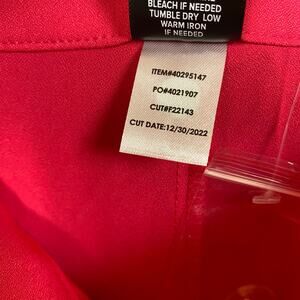 BLEACH IF NEEDED
TUMBLE DRY LOW
WARM IRON
IF NEEDED
ITEM#40295147
PO#4021907
CUT#F22143
CUT DATE:12/30/2022